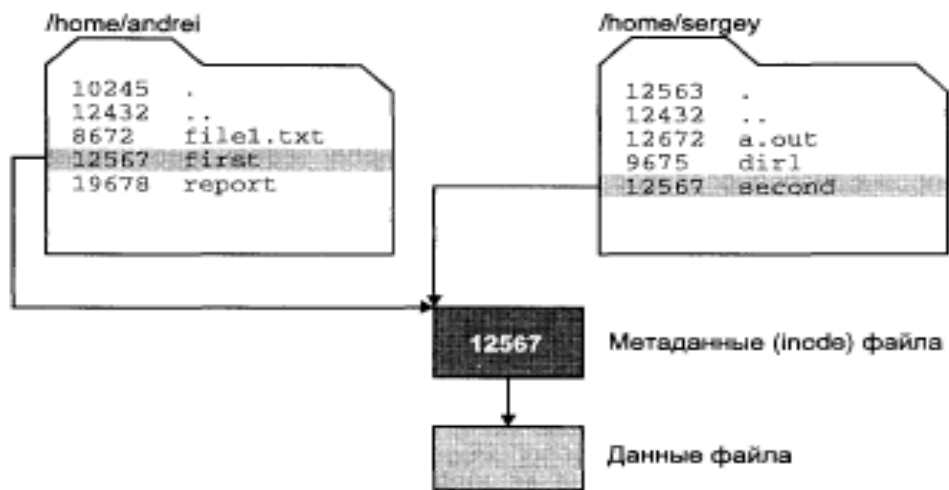 /home/andrei
10245 .
12432 ..
8672 file1.txt
12567 first
19678 report
/home/sergey
12563 .
12432 ..
12672 a.out
9675 dirl
12567 second
12567
Метаданные (inode) файла
Данные файла